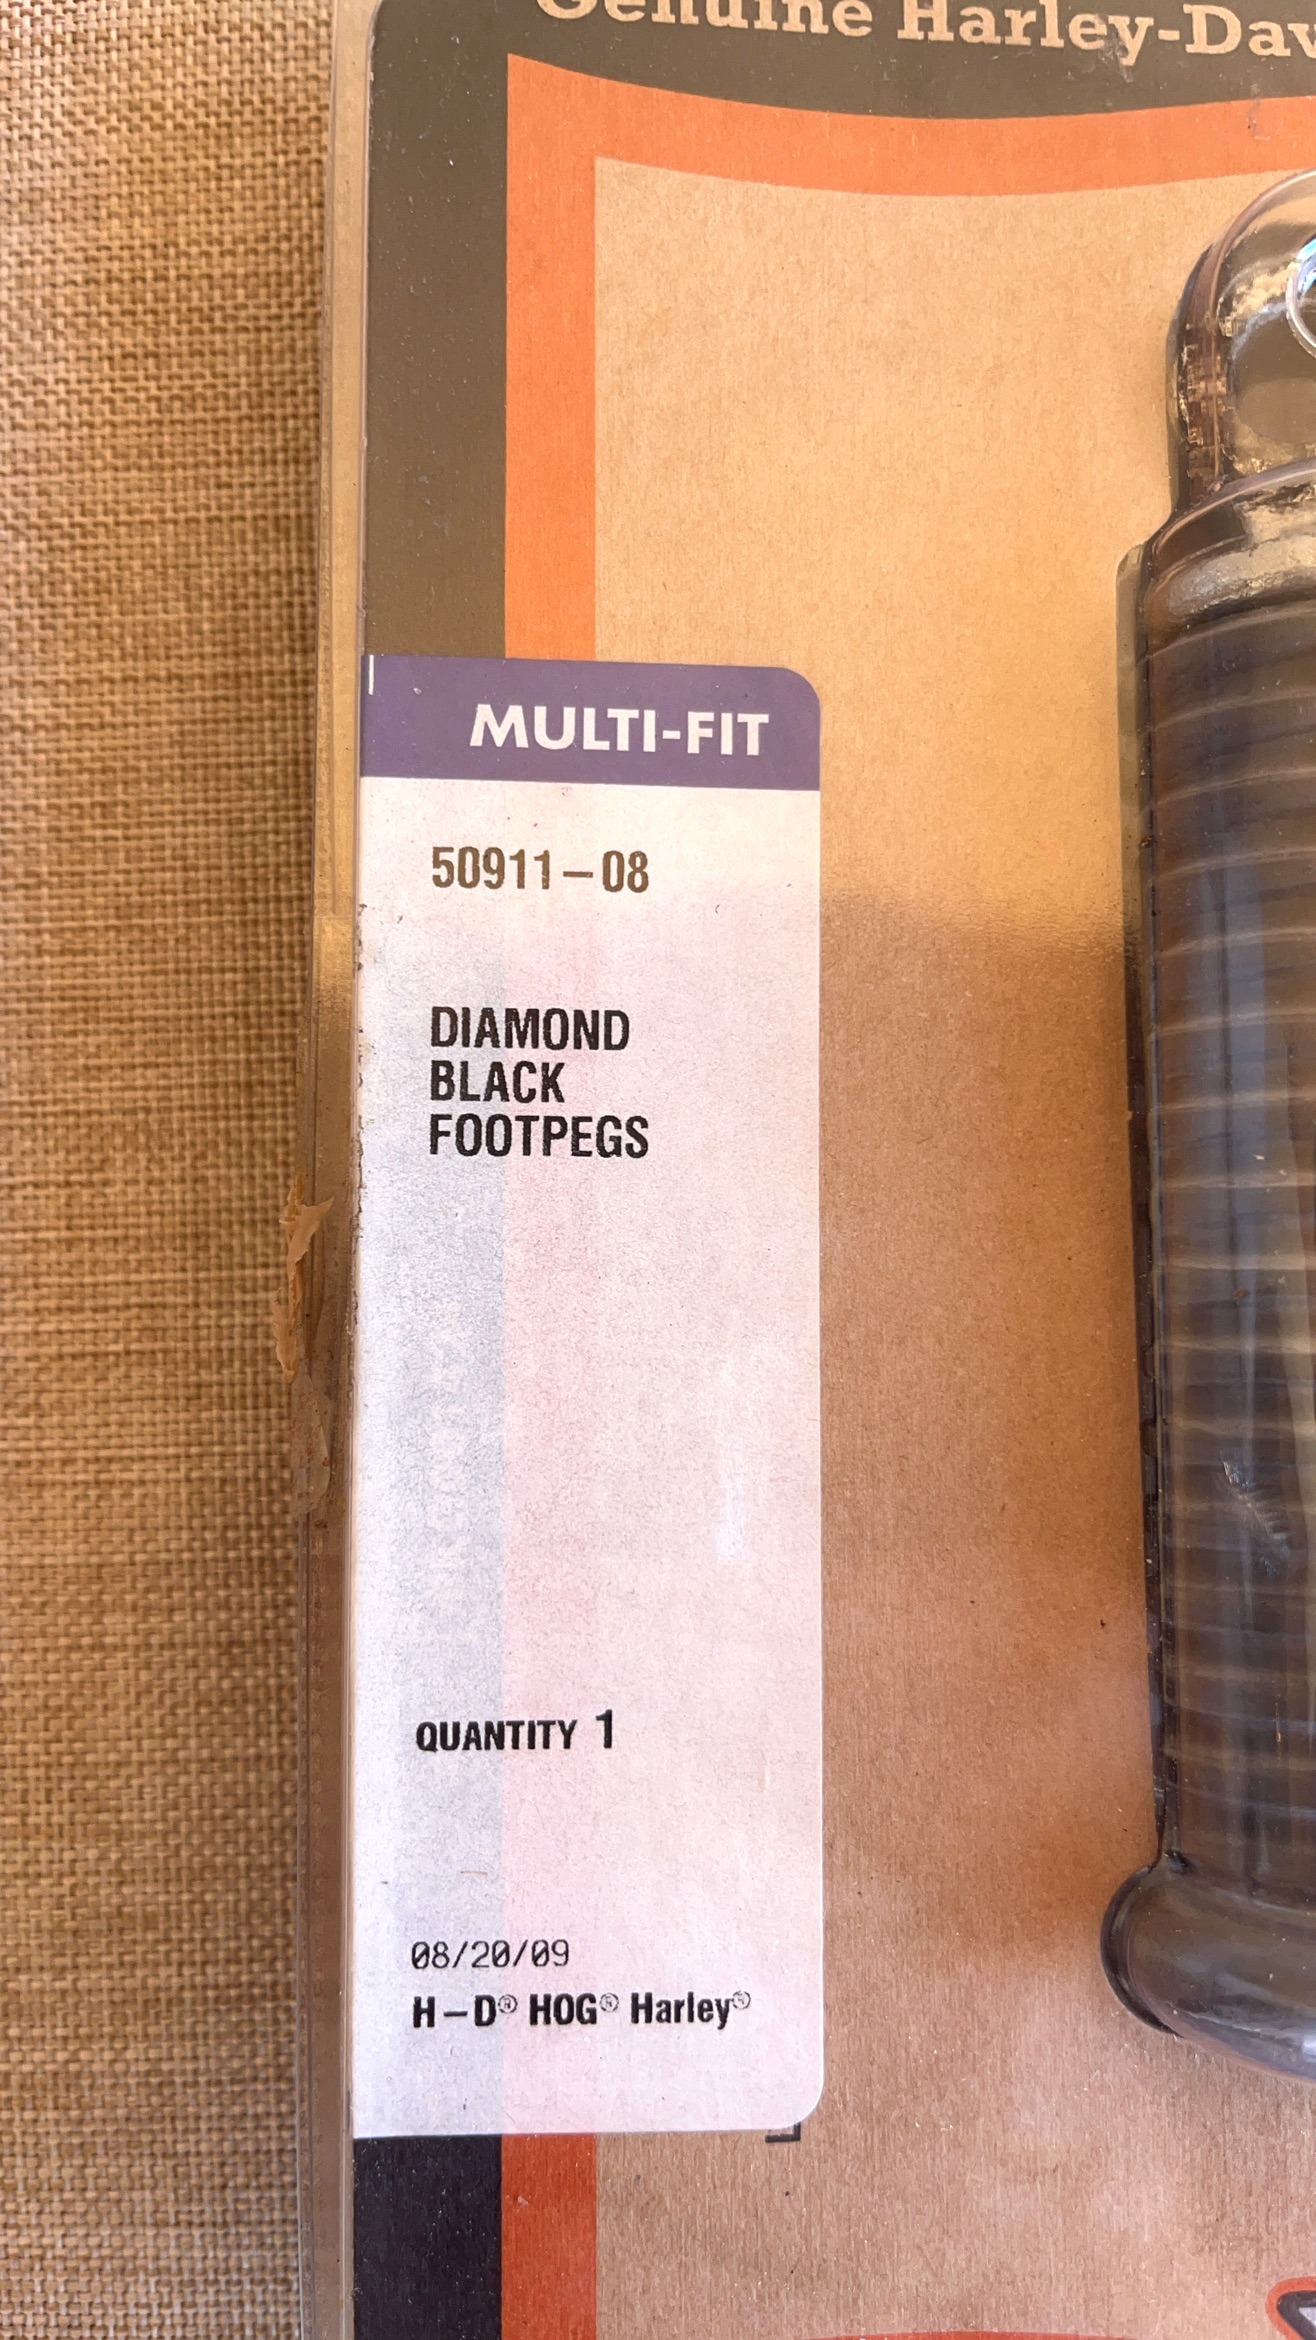 Genuine Harley-Dav
MULTI-FIT
50911-08
DIAMOND
BLACK
FOOTPEGS
QUANTITY 1
08/20/09
H-D® HOG® Harley®